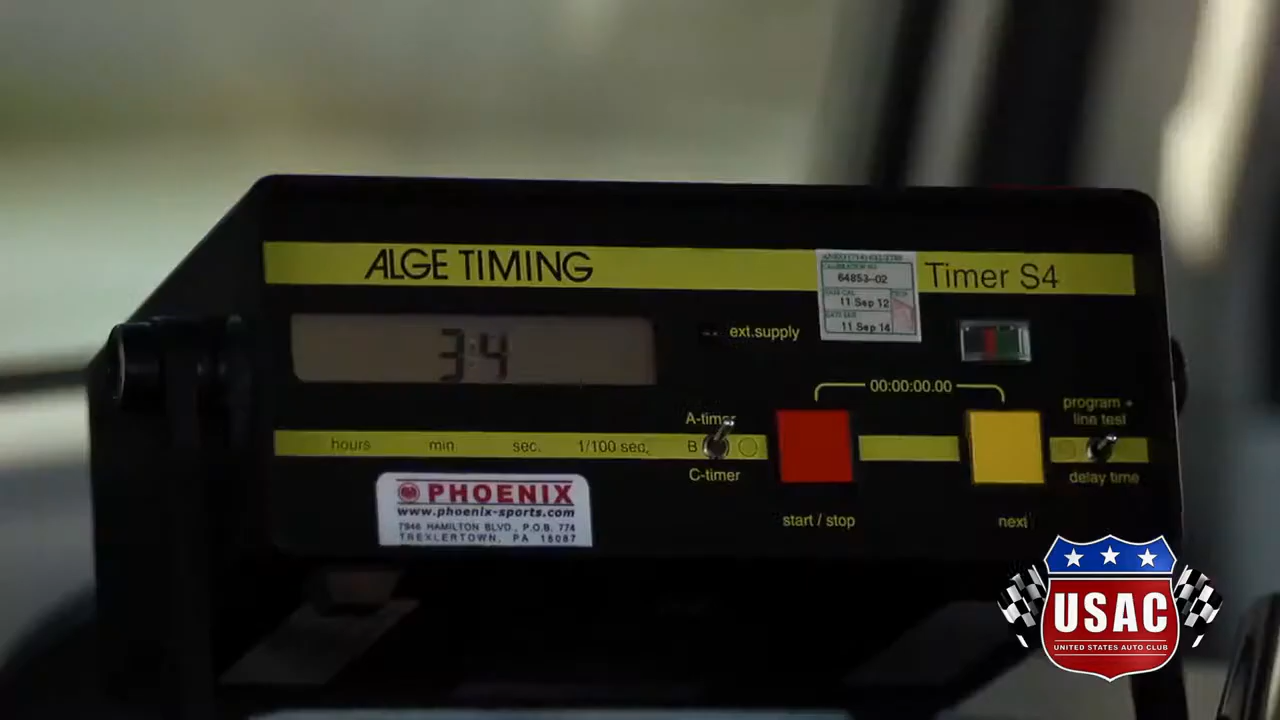 ALGE TIMING
Timer S4
64853-02
11 Sep 12
11 Sep 14
3:4
ext.supply
00:00:00.00
A-timer
program +
line test
hours min sec. 1/100 sec. B
C-timer
delay time
start / stop
next
PHOENIX
www.phoenix-sports.com
7946 HAMILTON BLVD., P.O.B. 774
TREXLERTOWN, PA 18087
USAC
UNITED STATES AUTO CLUB